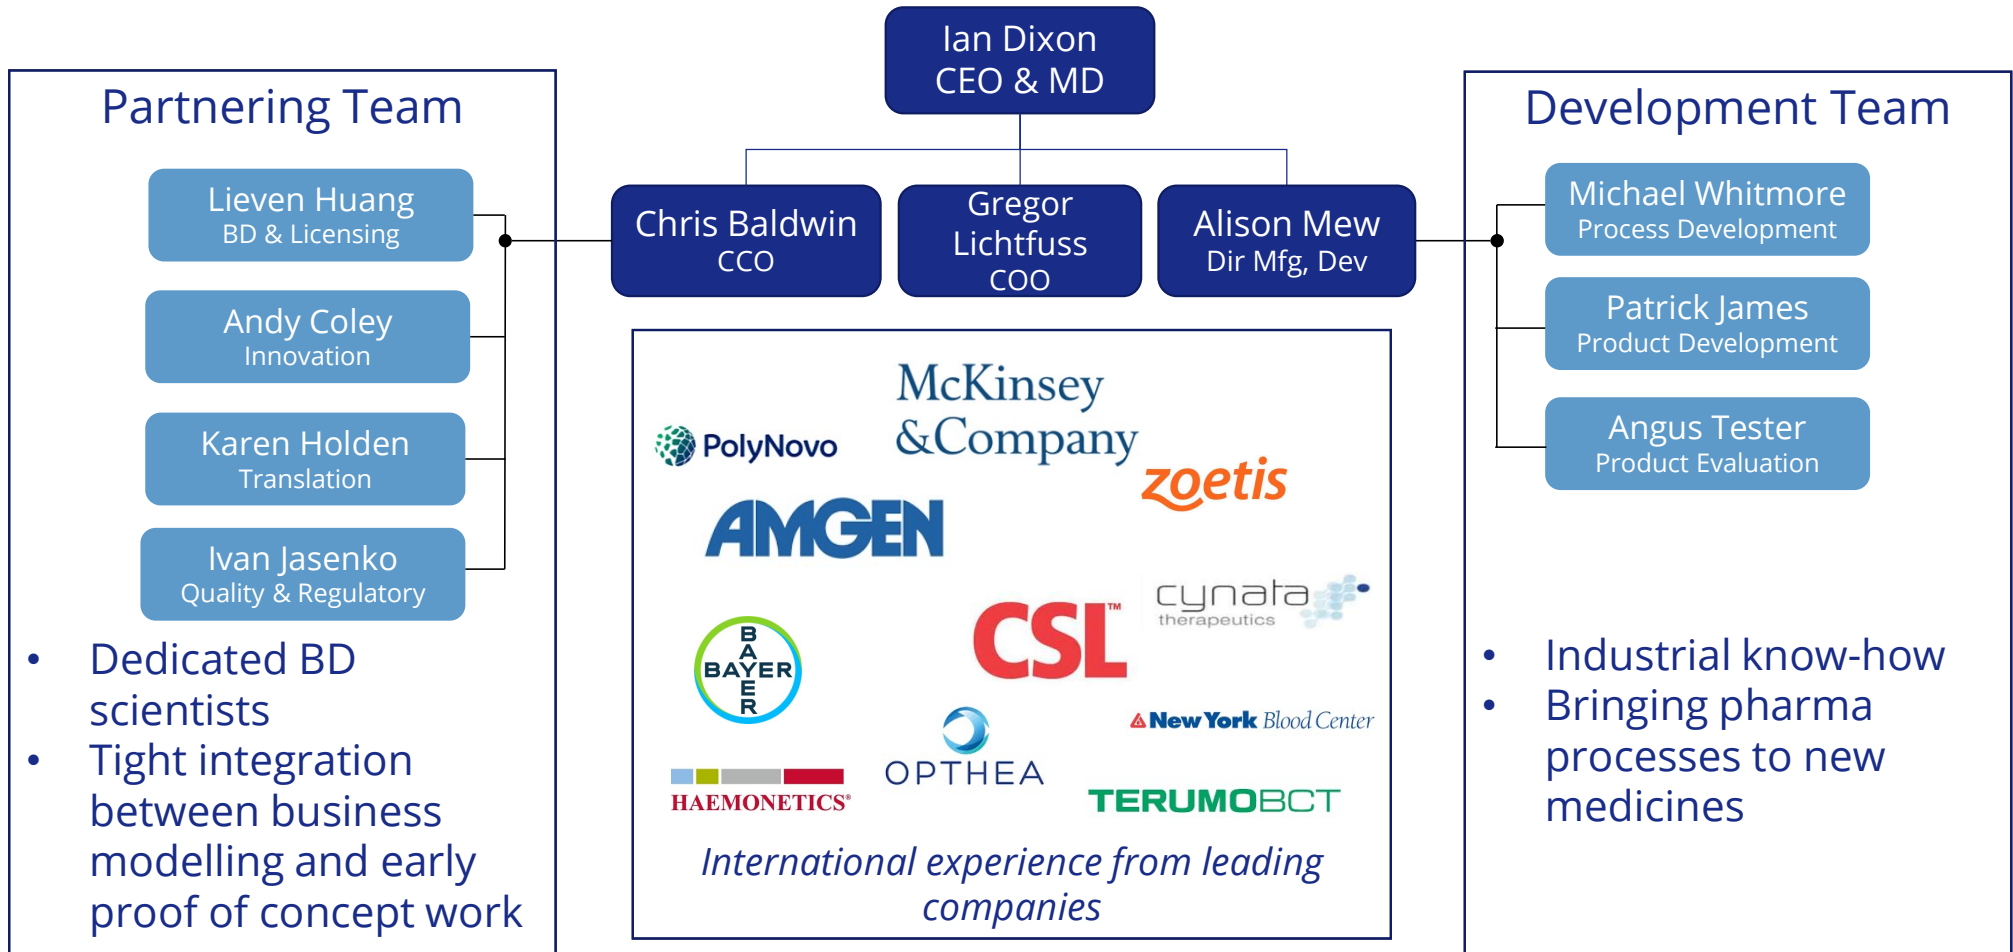 Ian Dixon
CEO & MD
Partnering Team
Lieven Huang
BD & Licensing
Andy Coley
Innovation
Karen Holden
Translation
Ivan Jasenko
Quality & Regulatory
• Dedicated BD
scientists
• Tight integration
between business
modelling and early
proof of concept work
Chris Baldwin
CCO
Gregor
Lichtfuss
COO
Alison Mew
Dir Mfg, Dev
McKinsey
&Company
PolyNovo
zoetis
AMGEN
cynata
therapeutics
CSL™
BAYER
BAYER
New York Blood Center
OPTHEA
HAEMONETICS®
TERUMOBCT
International experience from leading
companies
Development Team
Michael Whitmore
Process Development
Patrick James
Product Development
Angus Tester
Product Evaluation
• Industrial know-how
• Bringing pharma
processes to new
medicines